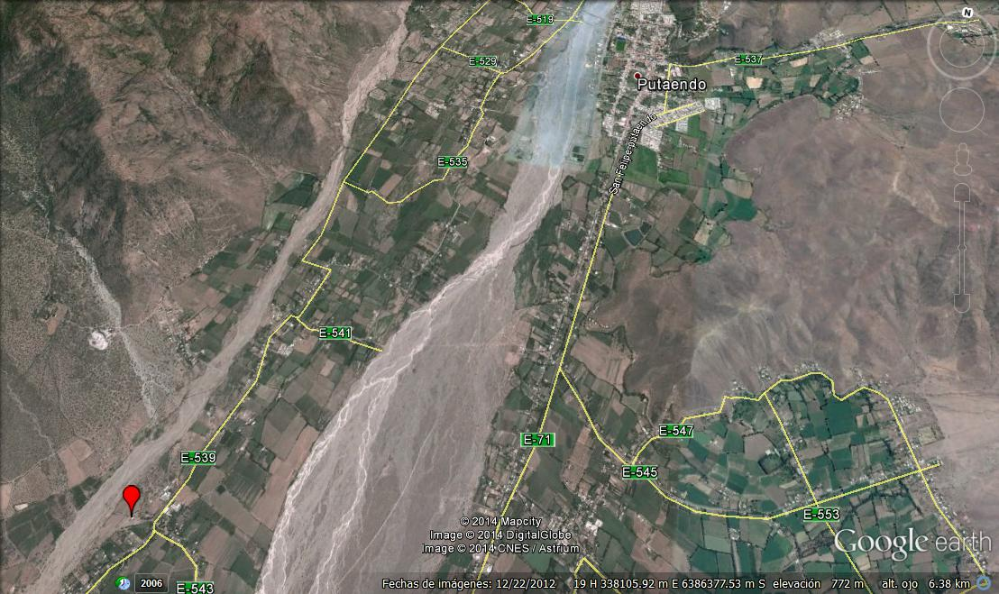 E-519
N
E-529
E-537
Putaendo
San Felipe-putaendo
E-535
E-541
E-71
E-547
E-539
E-545
E-553
© 2014 Mapcity
Image © 2014 DigitalGlobe
Image © 2014 CNES / Astrium
Google earth
2006
E-543
Fechas de imágenes: 12/22/2012 19 H 338105.92 m E 6386377.53 m S elevación 772 m alt. ojo 6.38 km